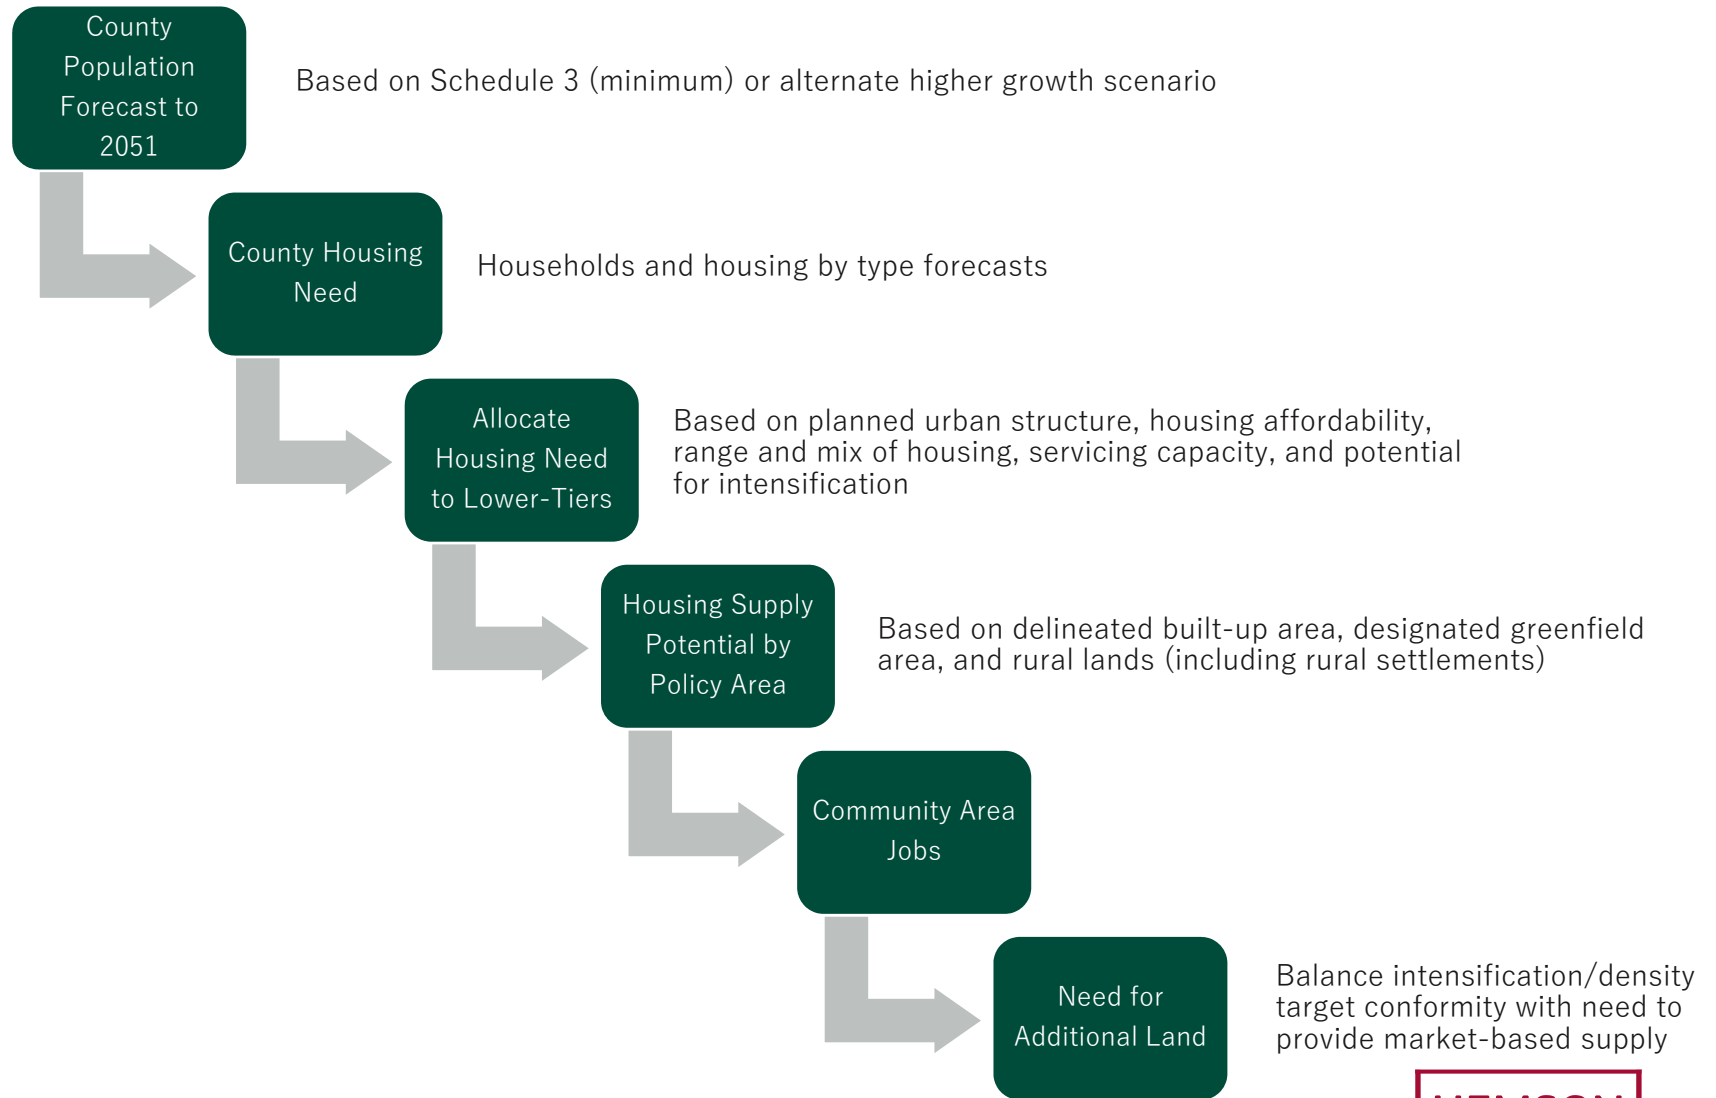 County
Population
Forecast to
2051
Based on Schedule 3 (minimum) or alternate higher growth scenario
County Housing
Need
Households and housing by type forecasts
Allocate
Housing Need
to Lower-Tiers
Based on planned urban structure, housing affordability,
range and mix of housing, servicing capacity, and potential
for intensification
Housing Supply
Potential by
Policy Area
Based on delineated built-up area, designated greenfield
area, and rural lands (including rural settlements)
Community Area
Jobs
Need for
Additional Land
Balance intensification/density
target conformity with need to
provide market-based supply
HEMSON